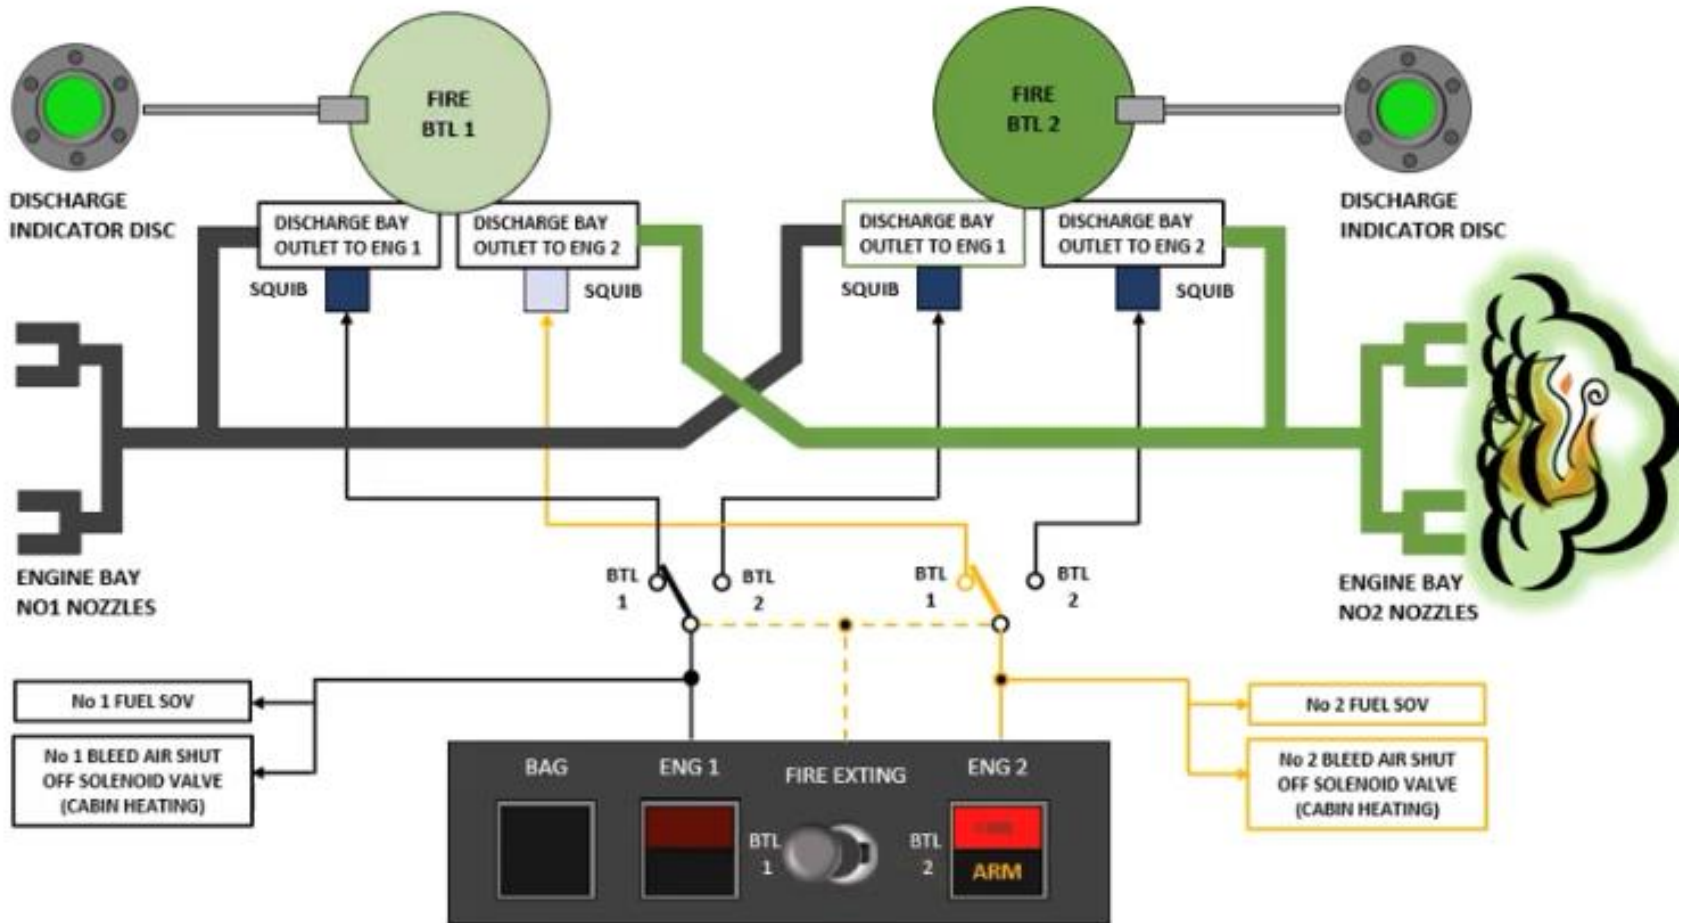 FIRE
BTL 1
FIRE
BTL 2
DISCHARGE
INDICATOR DISC
DISCHARGE BAY
OUTLET TO ENG 1
DISCHARGE BAY
OUTLET TO ENG 2
DISCHARGE BAY
OUTLET TO ENG 1
DISCHARGE BAY
OUTLET TO ENG 2
DISCHARGE
INDICATOR DISC
SQUIB
SQUIB
SQUIB
SQUIB
ENGINE BAY
NO1 NOZZLES
BTL
1
BTL
2
BTL
1
BTL
2
ENGINE BAY
NO2 NOZZLES
No 1 FUEL SOV
No 1 BLEED AIR SHUT
OFF SOLENOID VALVE
(CABIN HEATING)
No 2 FUEL SOV
No 2 BLEED AIR SHUT
OFF SOLENOID VALVE
(CABIN HEATING)
BAG
ENG 1
FIRE EXTING
ENG 2
BTL
1
BTL
2
FIRE
ARM